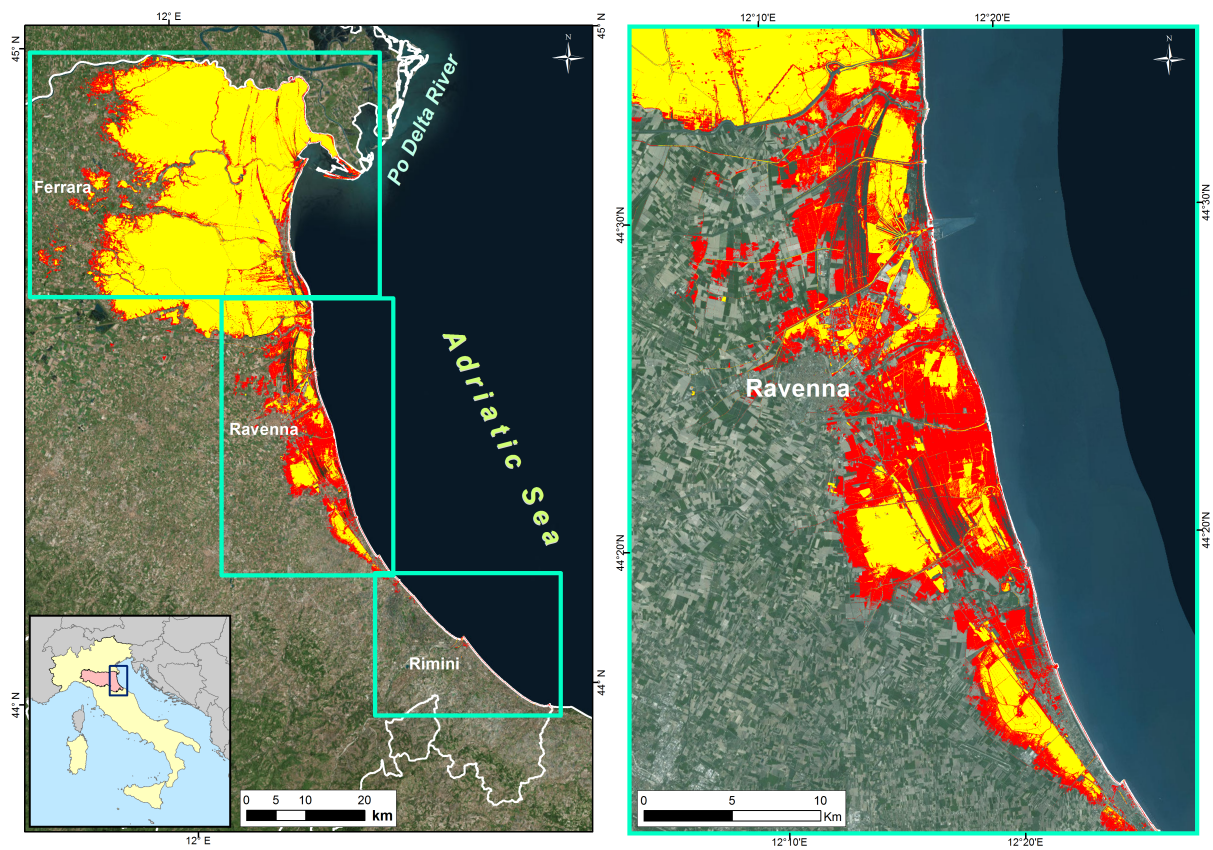 12° E
45° N
45° N
N
Po Delta River
Ferrara
Adriatic Sea
Ravenna
Rimini
44° N
44° N
0 5 10 20
km
12° E
12°10'E
12°20'E
N
44°30'N
44°30'N
Ravenna
44°20'N
44°20'N
0 5 10
Km
12°10'E
12°20'E